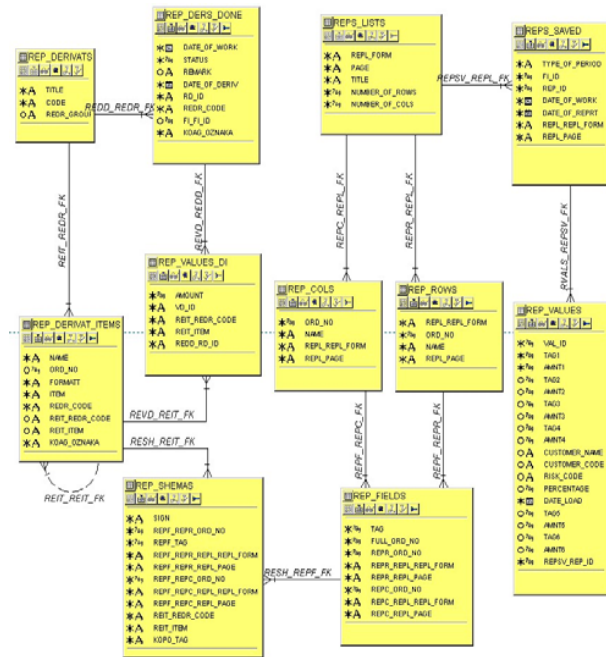 REP_DERIVATS
TITLE
CODE
REDR_GROUI
REP_DERS_DONE
DATE_OF_WORK
STATUS
REMARK
DATE_OF_DERIV
RD_ID
REDR_CODE
FI_FI_ID
KOAG_OZNAKA
REPS_LISTS
REPL_FORM
PAGE
TITLE
NUMBER_OF_ROWS
NUMBER_OF_COLS
REPS_SAVED
TYPE_OF_PERIOD
FI_ID
REP_ID
DATE_OF_WORK
DATE_OF_REPRT
REPL_REPL_FORM
REPL_PAGE
REDD_REDR_FK
REPSV_REPL_FK
REIT_REDR_FK
REVD_REDD_FK
REPC_REPL_FK
REPR_REPL_FK
RVALS_REPSV_FK
REP_VALUES_DI
AMOUNT
VD_ID
REIT_REDR_CODE
REIT_ITEM
REDD_RD_ID
REP_COLS
ORD_NO
NAME
REPL_REPL_FORM
REPL_PAGE
REP_ROWS
REPL_REPL_FORM
ORD_NO
NAME
REPL_PAGE
REP_DERIVAT_ITEMS
NAME
ORD_NO
FORMATT
ITEM
REDR_CODE
REIT_REDR_CODE
REIT_ITEM
KOAG_OZNAKA
REP_VALUES
VAL_ID
TAG1
AMNT1
TAG2
AMNT2
TAG3
AMNT3
TAG4
AMNT4
CUSTOMER_NAME
CUSTOMER_CODE
RISK_CODE
PERCENTAGE
DATE_LOAD
TAG5
AMNT5
TAG6
AMNT6
REPSV_REP_ID
REVD_REIT_FK
RESH_REIT_FK
REIT_REIT_FK
REPF_REPC_FK
REPF_REPR_FK
REP_SHEMAS
SIGN
REPF_REPR_ORD_NO
REPF_TAG
REPF_REPR_REPL_REPL_FORM
REPF_REPR_REPL_PAGE
REPF_REPC_ORD_NO
REPF_REPC_REPL_REPL_FORM
REPF_REPC_REPL_PAGE
REIT_REDR_CODE
REIT_ITEM
KOPO_TAG
RESH_REPF_FK
REP_FIELDS
TAG
FULL_ORD_NO
REPR_ORD_NO
REPR_REPL_REPL_FORM
REPR_REPL_PAGE
REPC_ORD_NO
REPC_REPL_REPL_FORM
REPC_REPL_PAGE